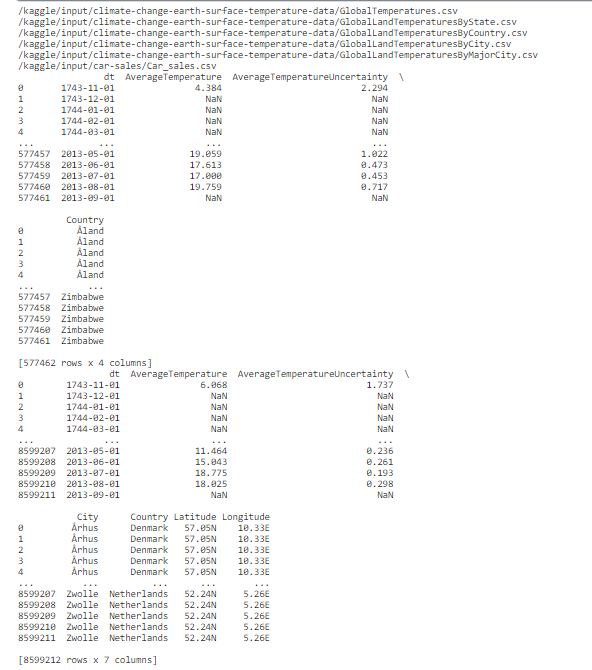 /kaggle/input/climate-change-earth-surface-temperature-data/GlobalTemperatures.csv
/kaggle/input/climate-change-earth-surface-temperature-data/GlobalLandTemperaturesByState.csv
/kaggle/input/climate-change-earth-surface-temperature-data/GlobalLandTemperaturesByCountry.csv
/kaggle/input/climate-change-earth-surface-temperature-data/GlobalLandTemperaturesByCity.csv
/kaggle/input/climate-change-earth-surface-temperature-data/GlobalLandTemperaturesByMajorCity.csv
/kaggle/input/car-sales/Car_sales.csv
dt AverageTemperature AverageTemperatureUncertainty \
0 1743-11-01 4.384 2.294
1 1743-12-01 NaN NaN
2 1744-01-01 NaN NaN
3 1744-02-01 NaN NaN
4 1744-03-01 NaN NaN
... ... ... ...
577457 2013-05-01 19.059 1.022
577458 2013-06-01 17.613 0.473
577459 2013-07-01 17.000 0.453
577460 2013-08-01 19.759 0.717
577461 2013-09-01 NaN NaN
Country
0 Åland
1 Åland
2 Åland
3 Åland
4 Åland
... ...
577457 Zimbabwe
577458 Zimbabwe
577459 Zimbabwe
577460 Zimbabwe
577461 Zimbabwe
[577462 rows x 4 columns]
dt AverageTemperature AverageTemperatureUncertainty \
0 1743-11-01 6.068 1.737
1 1743-12-01 NaN NaN
2 1744-01-01 NaN NaN
3 1744-02-01 NaN NaN
4 1744-03-01 NaN NaN
... ... ... ...
8599207 2013-05-01 11.464 0.236
8599208 2013-06-01 15.043 0.261
8599209 2013-07-01 18.775 0.193
8599210 2013-08-01 18.025 0.298
8599211 2013-09-01 NaN NaN
City Country Latitude Longitude
0 Århus Denmark 57.05N 10.33E
1 Århus Denmark 57.05N 10.33E
2 Århus Denmark 57.05N 10.33E
3 Århus Denmark 57.05N 10.33E
4 Århus Denmark 57.05N 10.33E
... ... ... ... ...
8599207 Zwolle Netherlands 52.24N 5.26E
8599208 Zwolle Netherlands 52.24N 5.26E
8599209 Zwolle Netherlands 52.24N 5.26E
8599210 Zwolle Netherlands 52.24N 5.26E
8599211 Zwolle Netherlands 52.24N 5.26E
[8599212 rows x 7 columns]